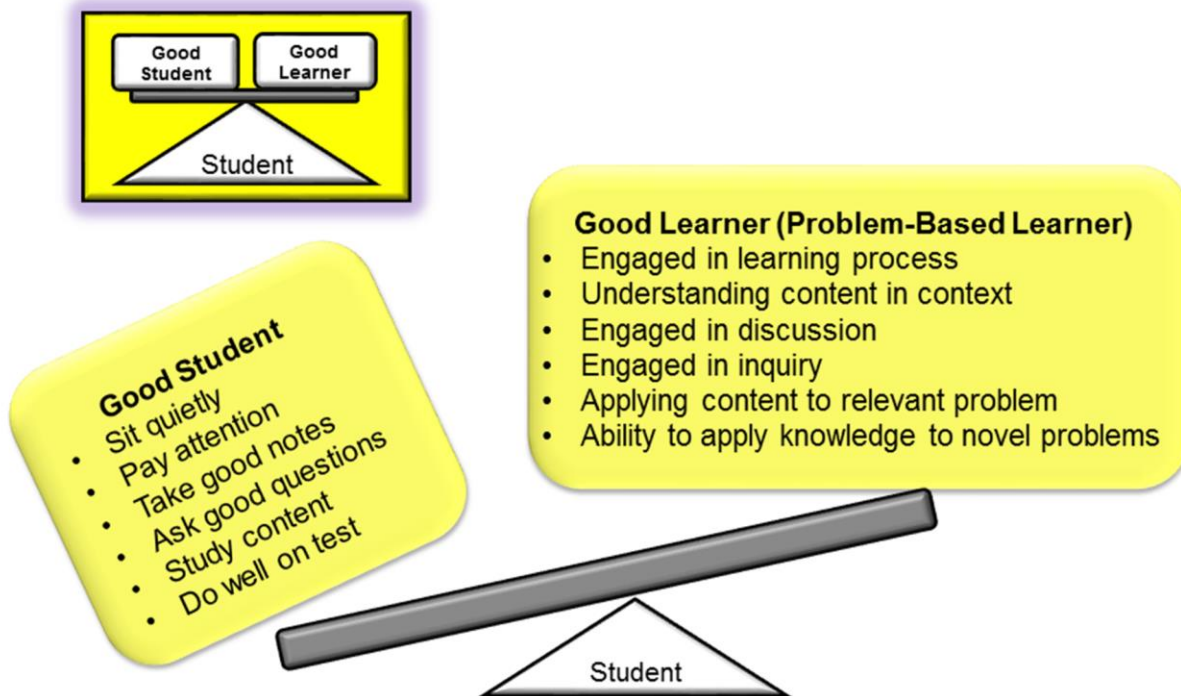 Good
Student
Good
Learner
Student
Good Student
• Sit quietly
• Pay attention
• Take good notes
• Ask good questions
• Study content
• Do well on test
Good Learner (Problem-Based Learner)
• Engaged in learning process
• Understanding content in context
• Engaged in discussion
• Engaged in inquiry
• Applying content to relevant problem
• Ability to apply knowledge to novel problems
Student